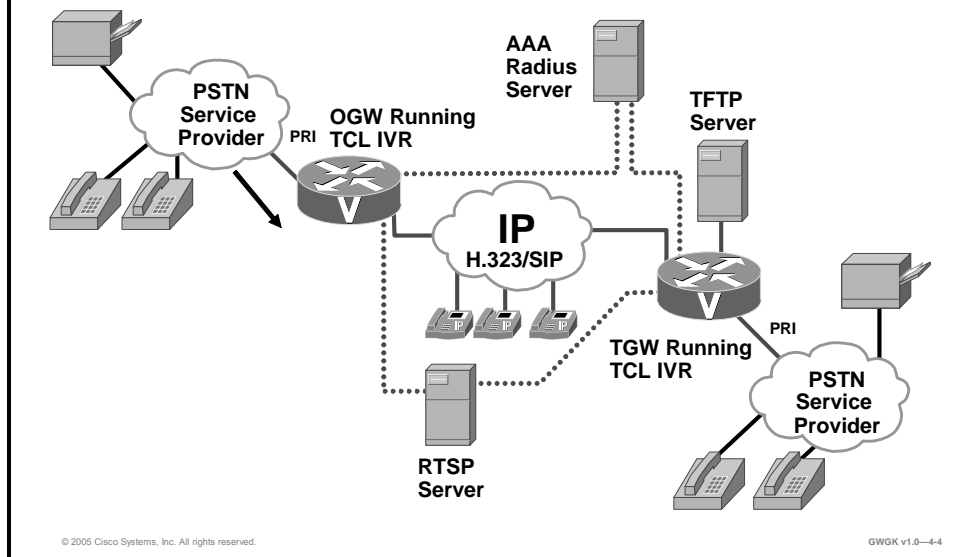 AAA
Radius
Server
PSTN
Service
Provider
PRI
OGW Running
TCL IVR
TFTP
Server
V
IP
H.323/SIP
IP
IP
IP
V
PRI
TGW Running
TCL IVR
PSTN
Service
Provider
RTSP
Server
© 2005 Cisco Systems, Inc. All rights reserved.
GWGK v1.0—4-4